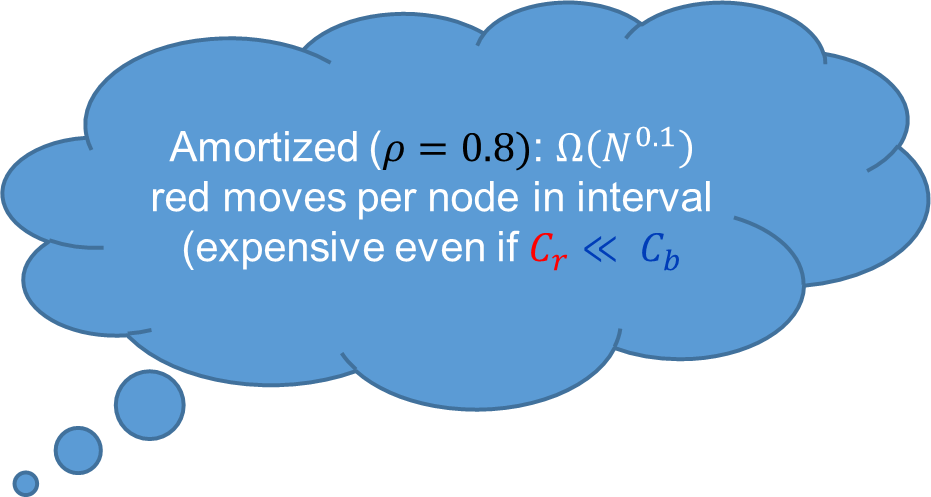 Amortized (ρ = 0.8): Ω(N^0.1)
red moves per node in interval
(expensive even if C_r ≪ C_b